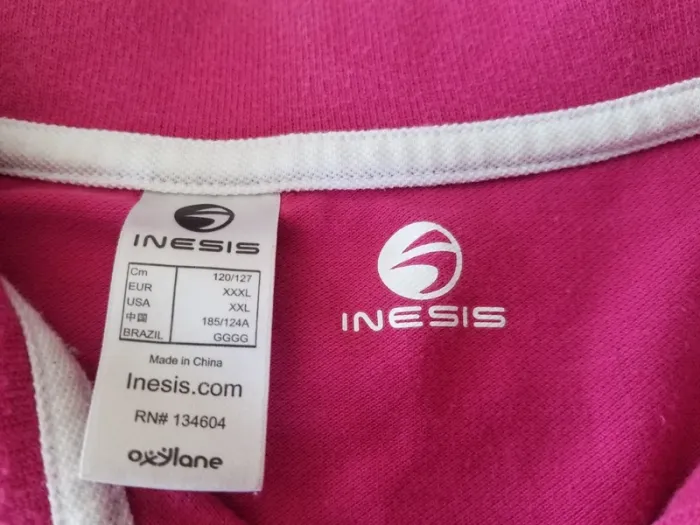 INESIS
Cm 120/127
EUR XXXL
USA XXL
中国 185/124A
BRAZIL GGGG
Made in China
Inesis.com
RN# 134604
oxylane
INESIS